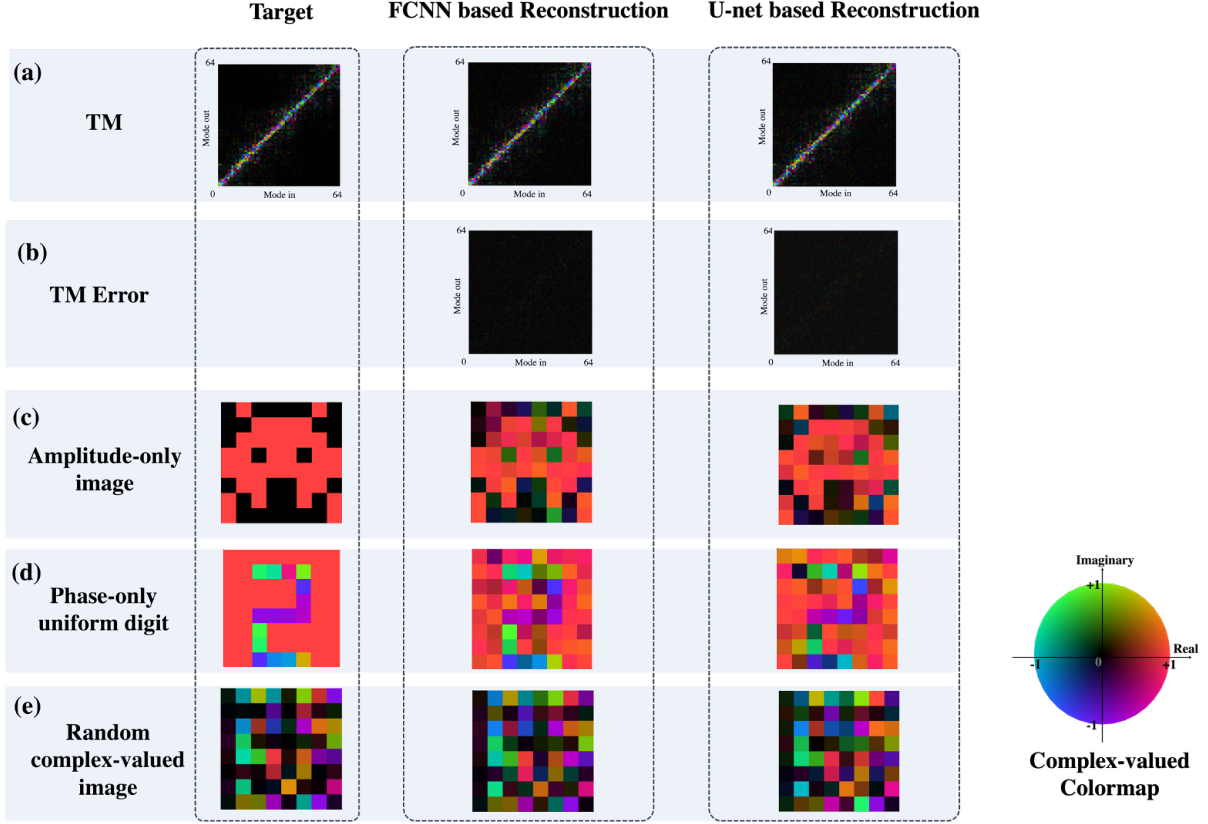 Target
FCNN based Reconstruction
U-net based Reconstruction
(a)
TM
64
Mode out
0
Mode in
64
64
Mode out
0
Mode in
64
64
Mode out
0
Mode in
64
(b)
TM Error
64
Mode out
0
Mode in
64
64
Mode out
0
Mode in
64
(c)
Amplitude-only
image
(d)
Phase-only
uniform digit
(e)
Random
complex-valued
image
Imaginary
+1
Real
0
-1
+1
-1
Complex-valued
Colormap